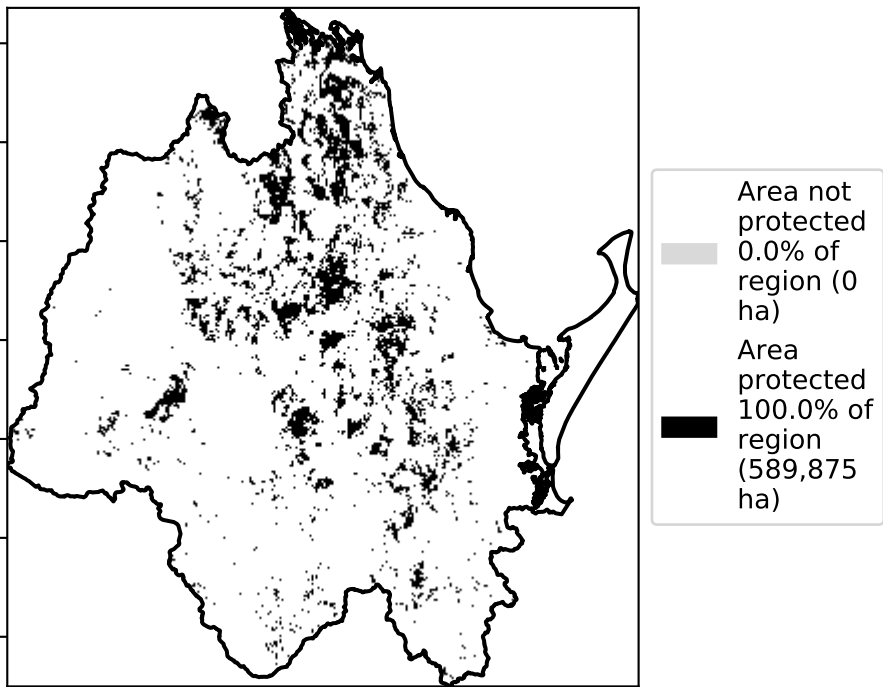 Area not
protected
0.0% of
region (0
ha)
Area
protected
100.0% of
region
(589,875
ha)